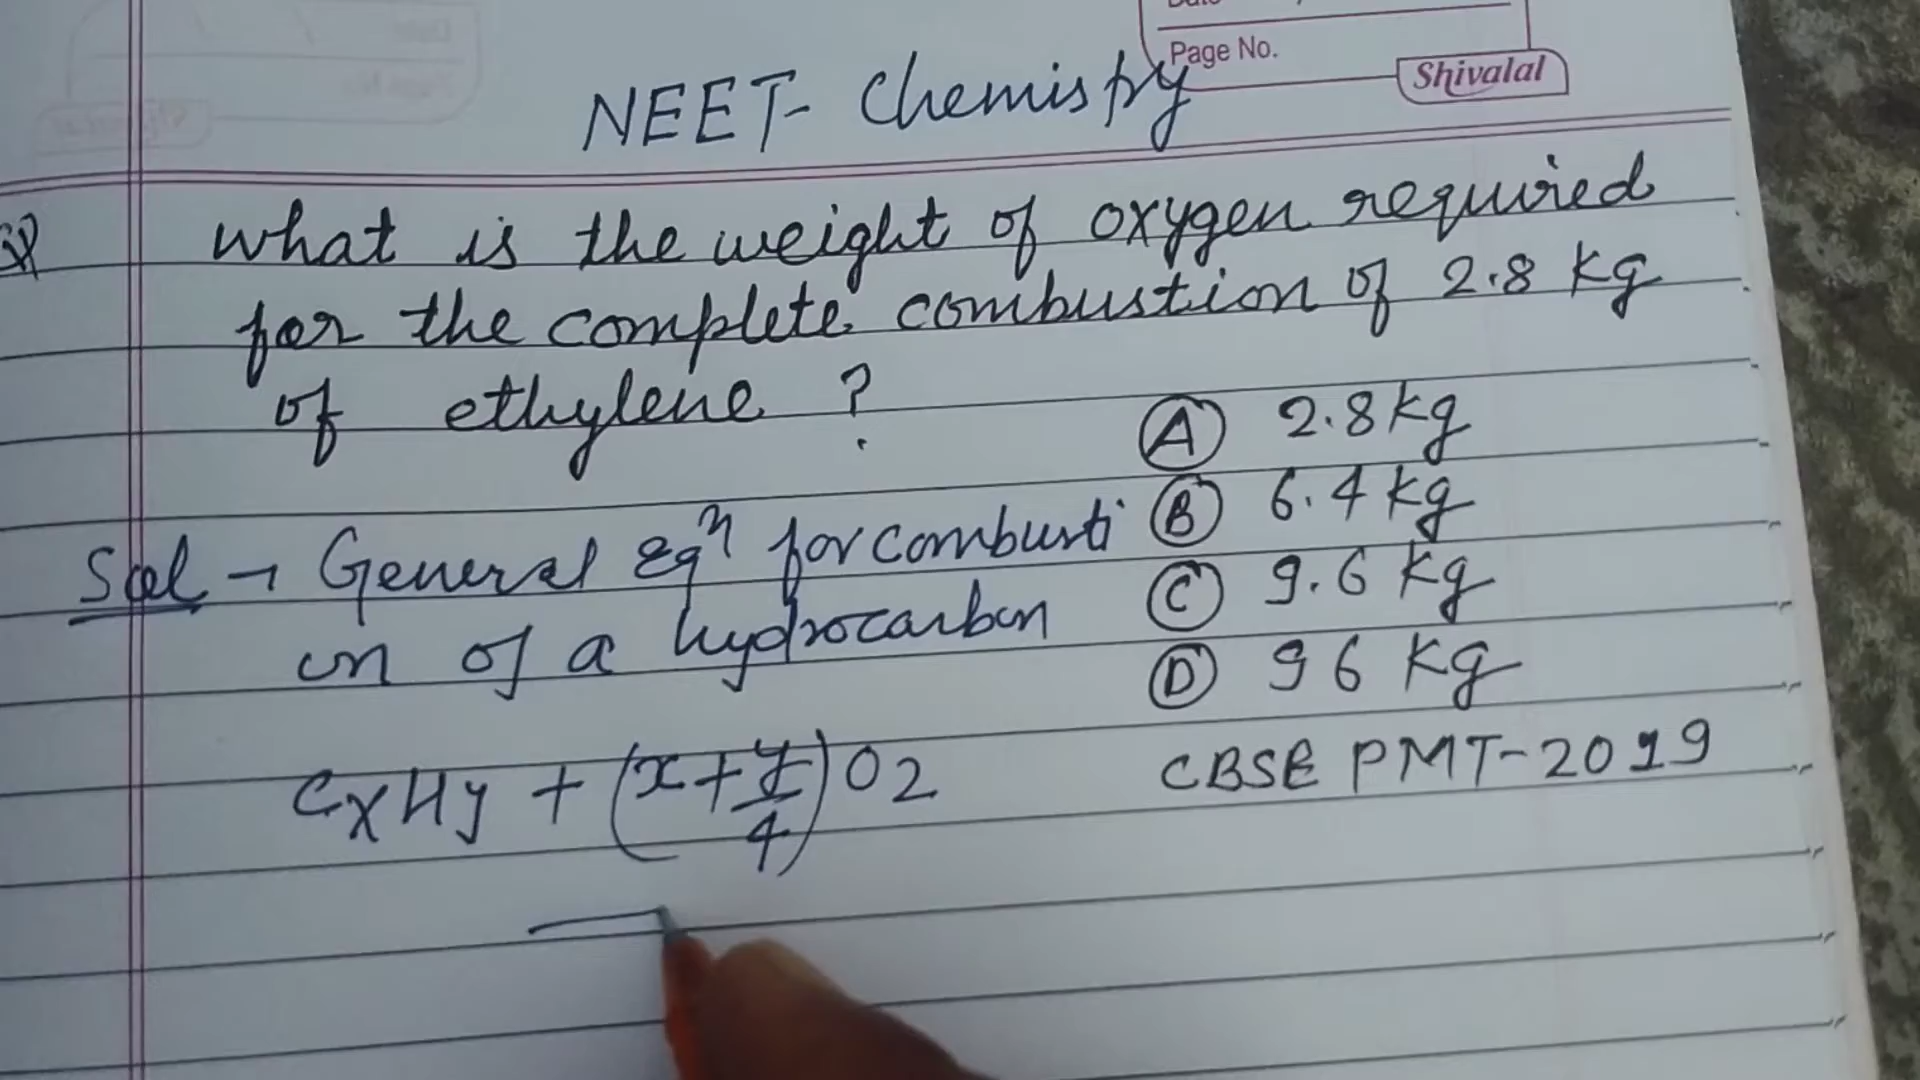 Page No.
Shivalal
NEET- Chemistry
Q what is the weight of oxygen required
for the complete combustion of 2.8 kg
of ethylene ?
(A) 2.8 kg
(B) 6.4 kg
(C) 9.6 kg
(D) 96 kg
CBSE PMT-2019
Sol → General Eqn for combusti
on of a hydrocarbon
CxHy + (x+y/4)O2